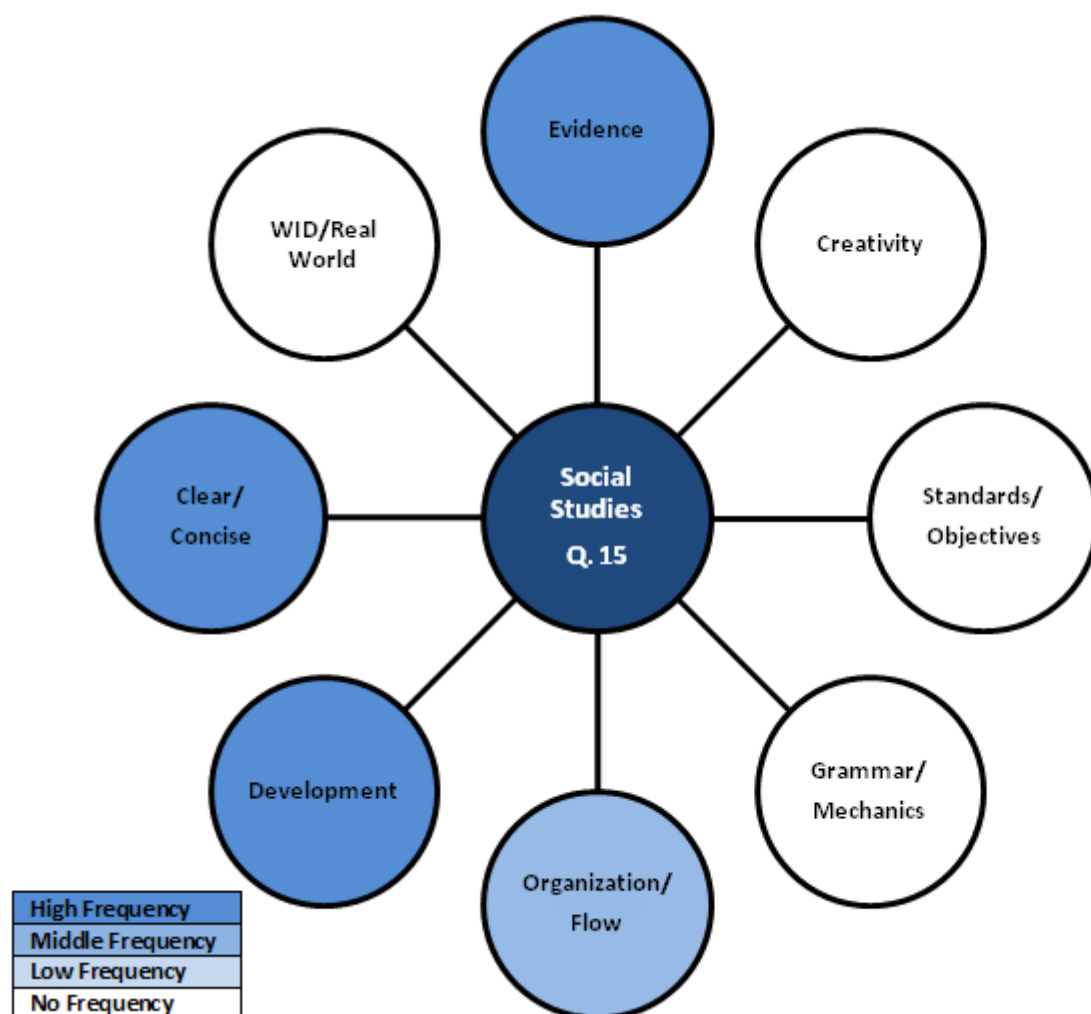 Evidence
WID/Real
World
Creativity
Clear/
Concise
Social
Studies
Q. 15
Standards/
Objectives
Development
Grammar/
Mechanics
Organization/
Flow
High Frequency
Middle Frequency
Low Frequency
No Frequency